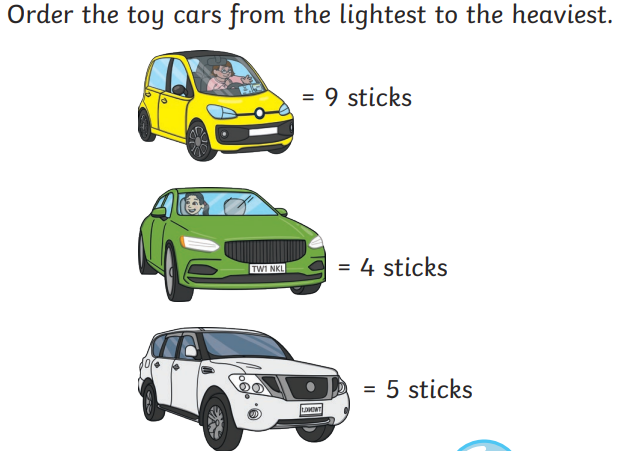 Order the toy cars from the lightest to the heaviest.
= 9 sticks
TW1 NKL
= 4 sticks
= 5 sticks